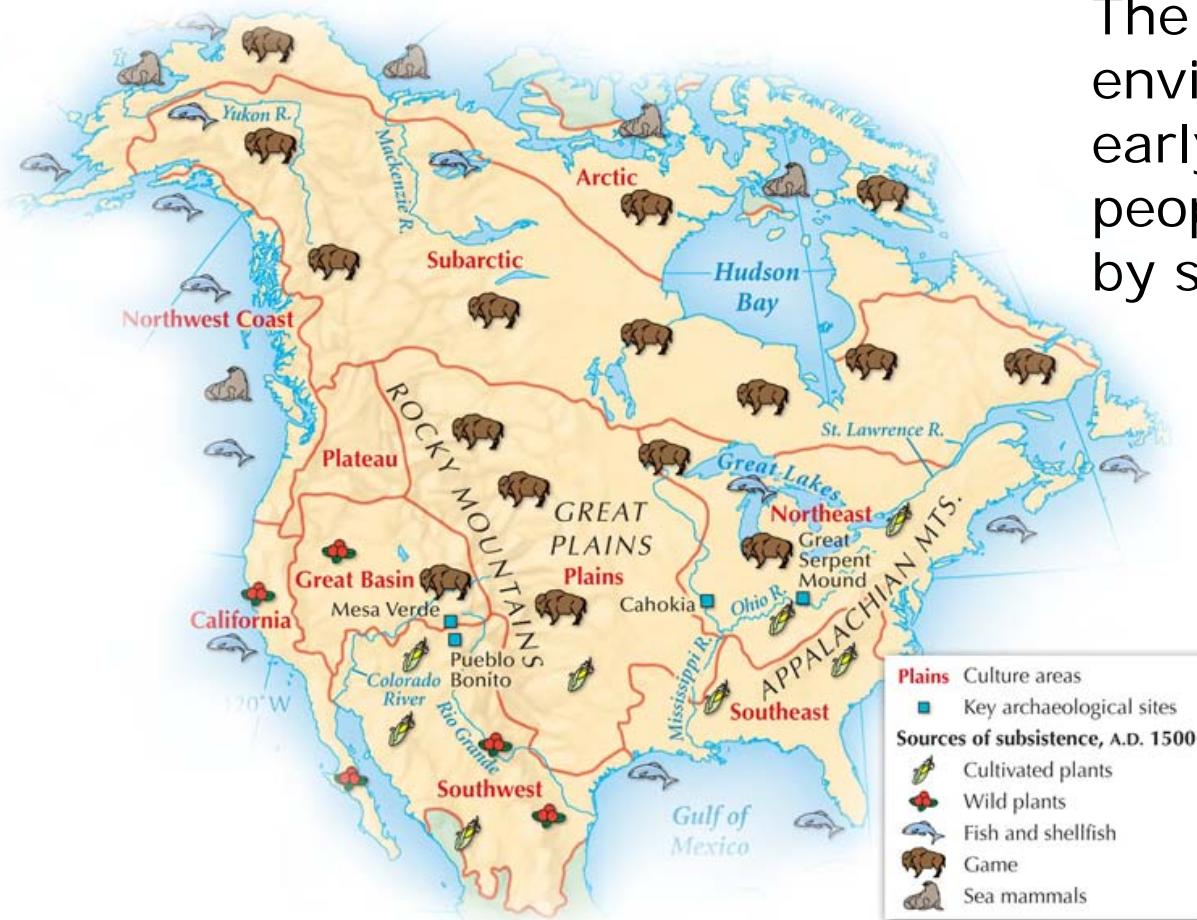 The
envi
early
peop
by s
Yukon R.
Mackenzie R.
Arctic
Subarctic
Hudson
Bay
Northwest Coast
ROCKY MOUNTAINS
St. Lawrence R.
Plateau
Great Lakes
GREAT
PLAINS
Plains
Northeast
Great
Serpent
Mound
APPALACHIAN MTS.
Great Basin
Mesa Verde
Cahokia
Ohio R.
California
Pueblo
Bonito
Colorado
River
120°W
Rio Grande
Mississippi R.
Southeast
Southwest
Gulf of
Mexico
Plains Culture areas
Key archaeological sites
Sources of subsistence, A.D. 1500
Cultivated plants
Wild plants
Fish and shellfish
Game
Sea mammals